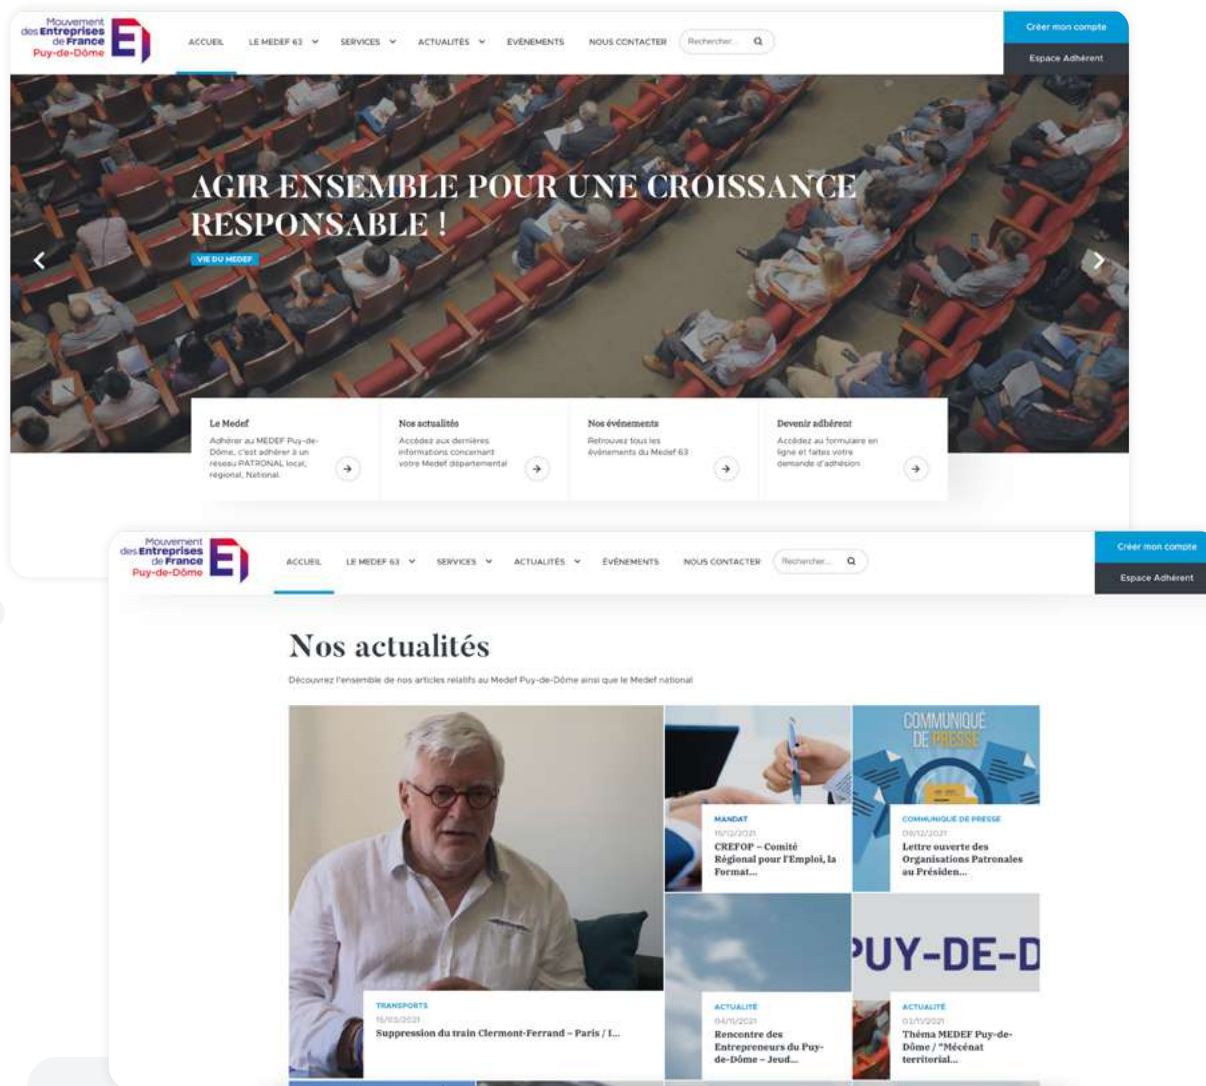 Mouvement
des Entreprises
de France
Puy-de-Dôme
ACCUEIL LE MEDEF 63 SERVICES ACTUALITÉS ÉVÉNEMENTS NOUS CONTACTER Rechercher...
Créer mon compte
Espace Adhérent
AGIR ENSEMBLE POUR UNE CROISSANCE
RESPONSABLE !
VIE DU MEDEF
Le Medef
Adhérer au MEDEF Puy-de-
Dôme, c'est adhérer à un
réseau PATRONAL local,
régional, National.
Nos actualités
Accédez aux dernières
informations concernant
votre Medef départemental
Nos événements
Retrouvez tous les
événements du Medef 63
Devenir adhérent
Accédez au formulaire en
ligne et faites votre
demande d'adhésion
Mouvement
des Entreprises
de France
Puy-de-Dôme
ACCUEIL LE MEDEF 63 SERVICES ACTUALITÉS ÉVÉNEMENTS NOUS CONTACTER Rechercher...
Créer mon compte
Espace Adhérent
Nos actualités
Découvrez l'ensemble de nos articles relatifs au Medef Puy-de-Dôme ainsi que le Medef national
TRANSPORTS
Suppression du train Clermont-Ferrand – Paris / I...
MANDAT
15/12/2021
CREFOP – Comité
Régional pour l'Emploi, la
Format...
COMMUNIQUÉ
DE PRESSE
COMMUNIQUÉ DE PRESSE
09/12/2021
Lettre ouverte des
Organisations Patronales
au Présiden...
ACTUALITÉ
04/11/2021
Rencontre des
Entrepreneurs du Puy-
de-Dôme – Jeud...
PUY-DE-D
ACTUALITÉ
02/11/2021
Théma MEDEF Puy-de-
Dôme / "Mécénat
territorial...